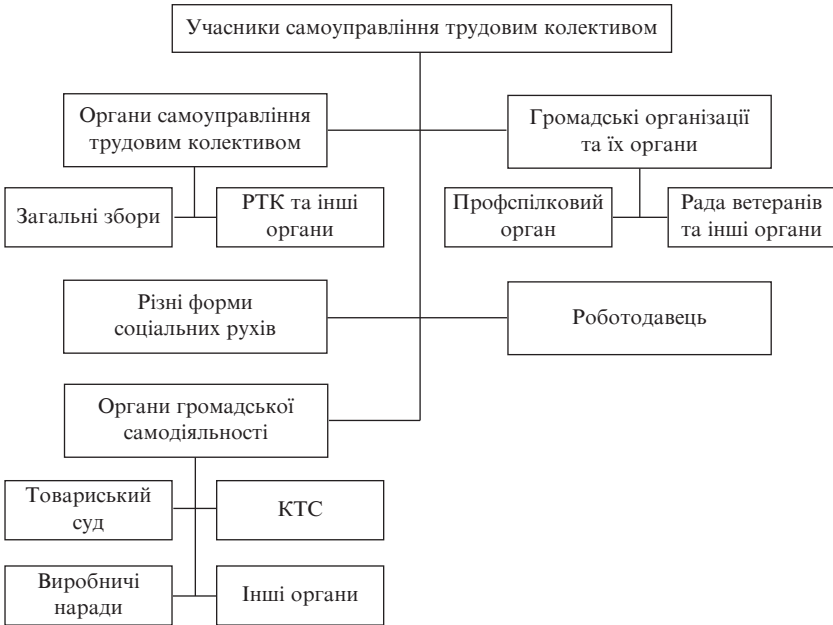 Учасники самоуправління трудовим колективом
Органи самоуправління
трудовим колективом
Громадські організації
та їх органи
Загальні збори
РТК та інші
органи
Профспілковий
орган
Рада ветеранів
та інші органи
Різні форми
соціальних рухів
Роботодавець
Органи громадської
самодіяльності
Товариський
суд
КТС
Виробничі
наради
Інші органи